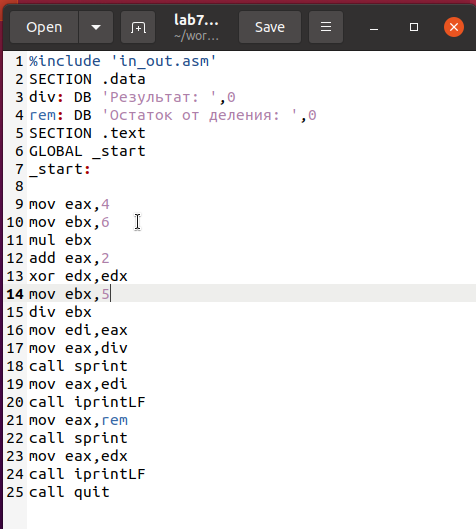 Open lab7... Save
~/wor...
1 %include 'in_out.asm'
2 SECTION .data
3 div: DB 'Результат: ',0
4 rem: DB 'Остаток от деления: ',0
5 SECTION .text
6 GLOBAL _start
7 _start:
8
9 mov eax,4
10 mov ebx,6
11 mul ebx
12 add eax,2
13 xor edx,edx
14 mov ebx,5
15 div ebx
16 mov edi,eax
17 mov eax,div
18 call sprint
19 mov eax,edi
20 call iprintLF
21 mov eax,rem
22 call sprint
23 mov eax,edx
24 call iprintLF
25 call quit